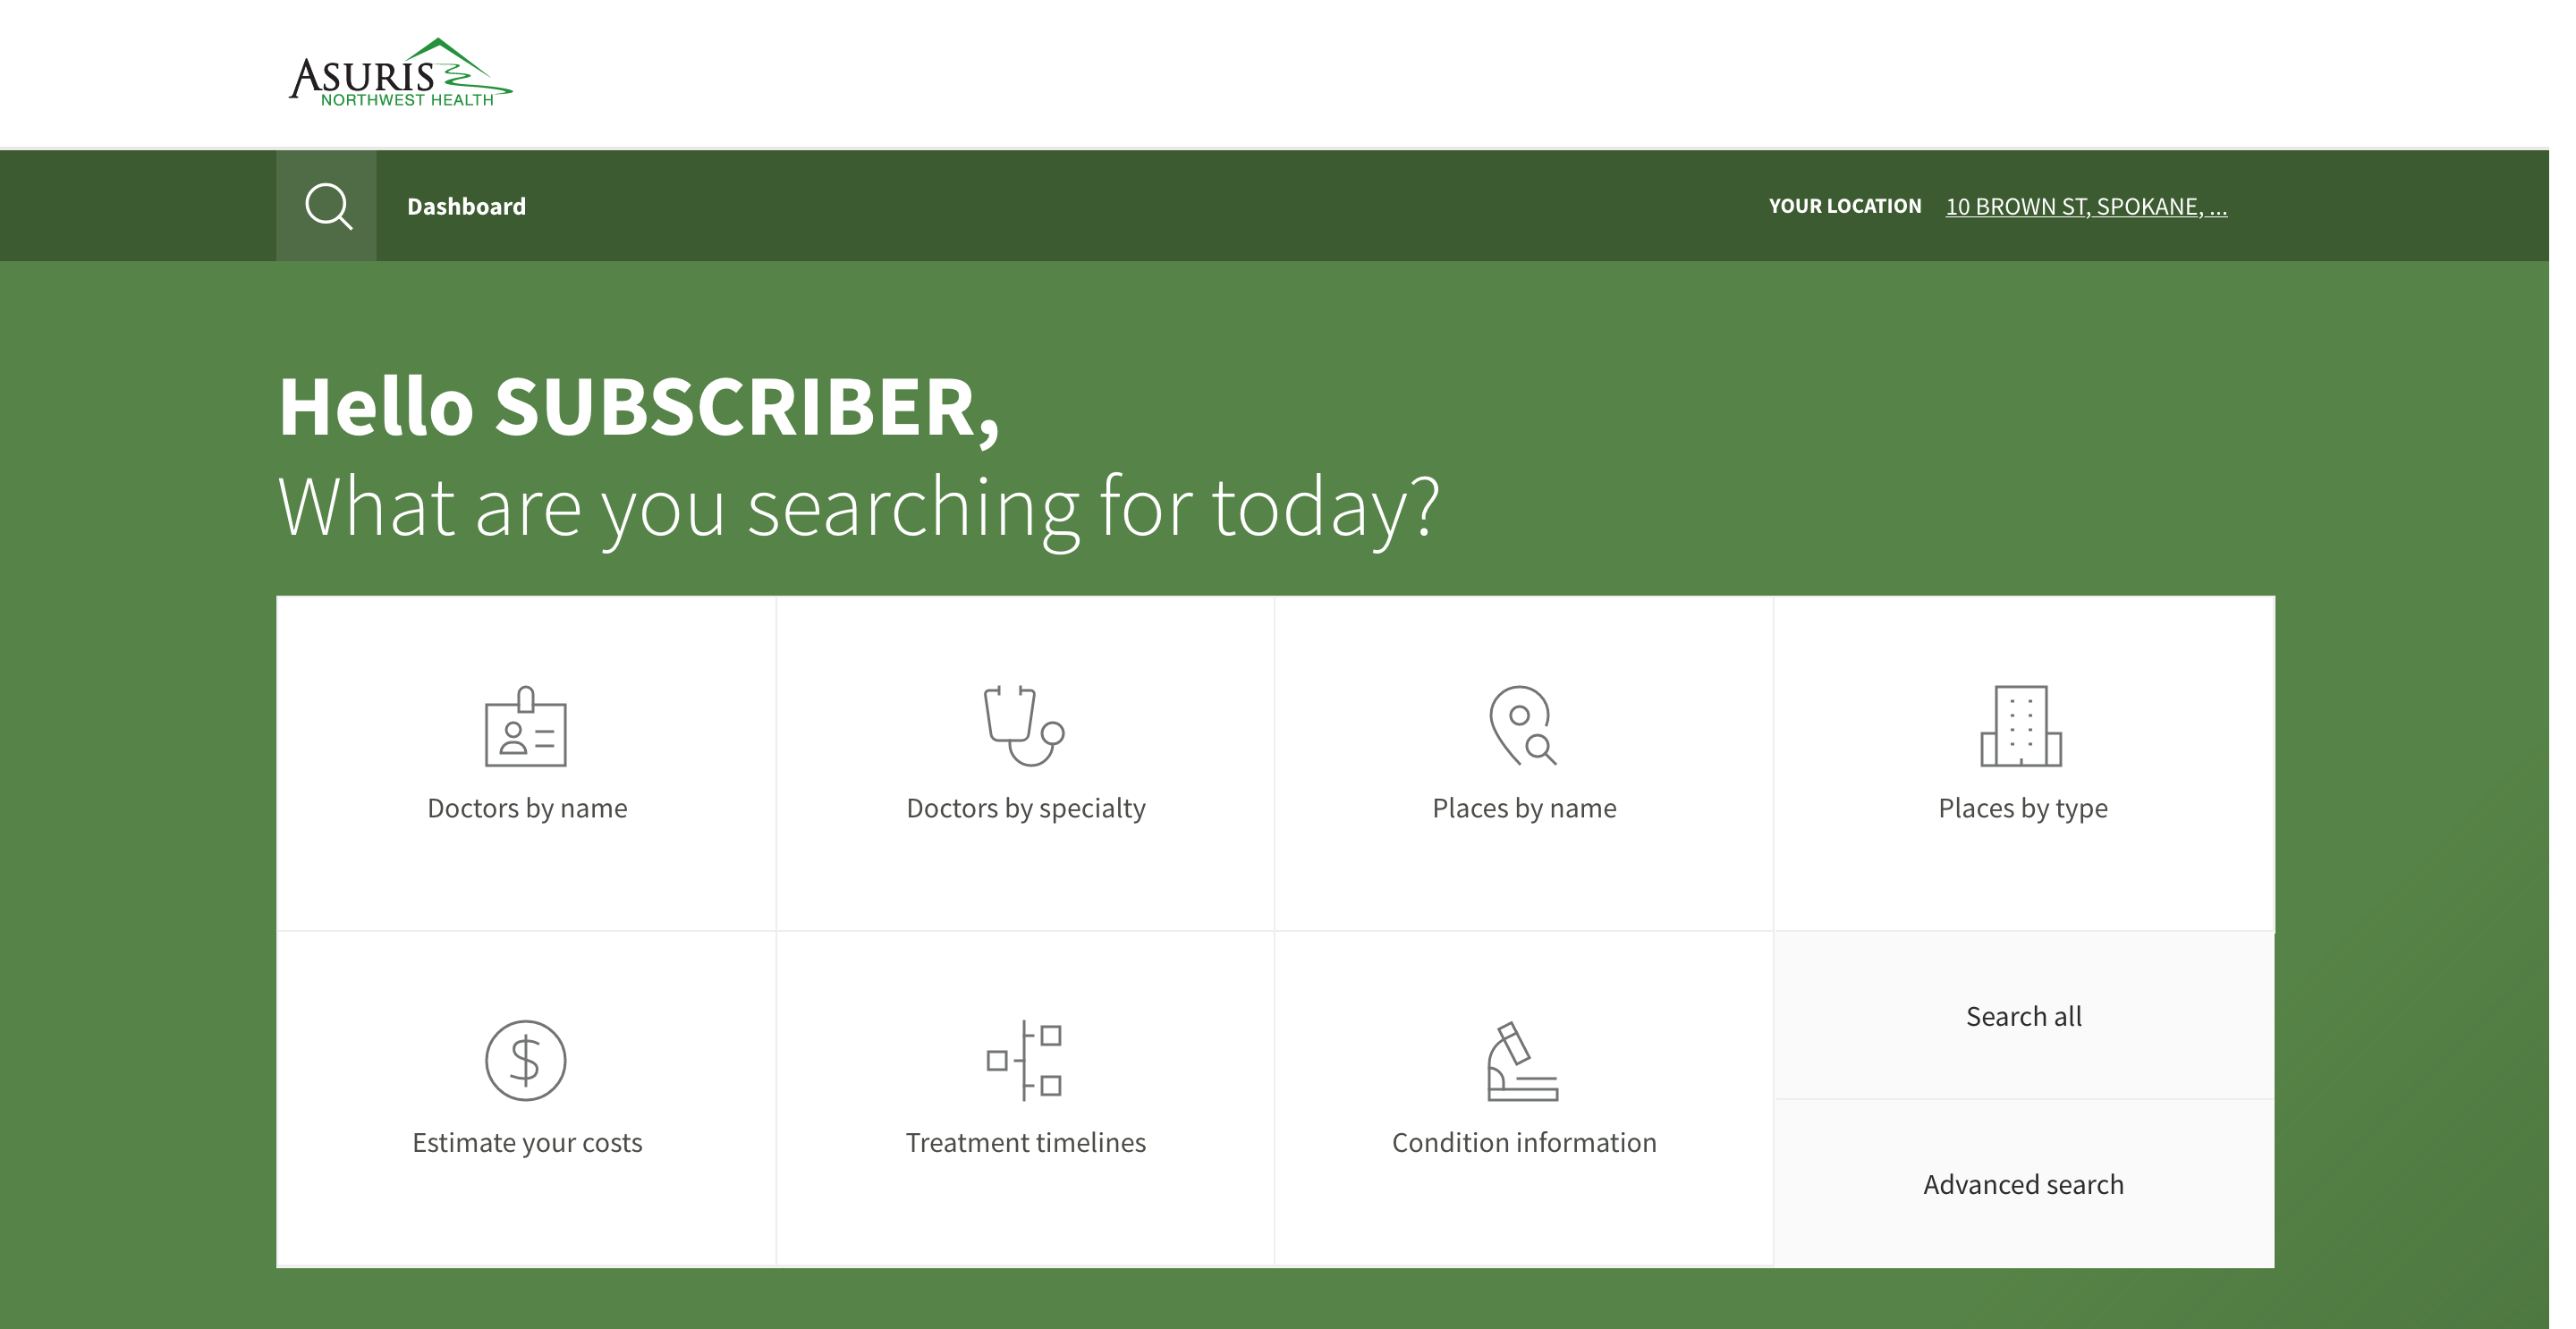 ASURIS
NORTHWEST HEALTH
Dashboard
YOUR LOCATION 10 BROWN ST, SPOKANE, ...
Hello SUBSCRIBER,
What are you searching for today?
Doctors by name
Doctors by specialty
Places by name
Places by type
Estimate your costs
Treatment timelines
Condition information
Search all
Advanced search